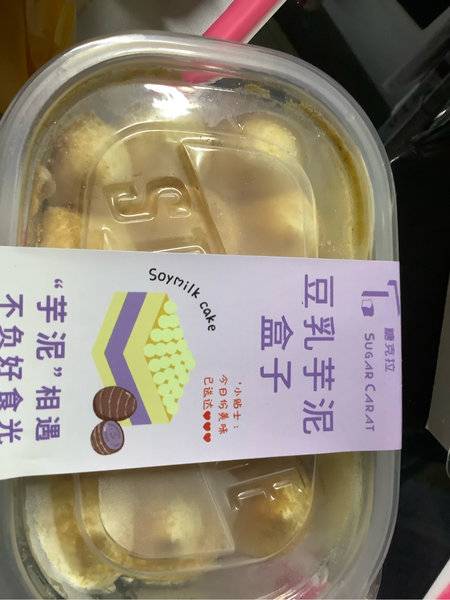 糖克拉
SUGAR CARAT
豆乳芋泥
盒子
·小贴士:
今日份美味
已送达♥♥♥
Soymilk cake
“芋泥”相遇
不负好食光